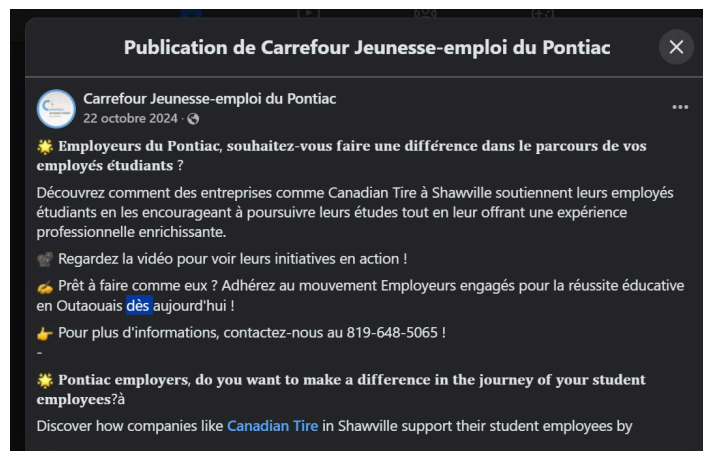 Publication de Carrefour Jeunesse-emploi du Pontiac
Carrefour Jeunesse-emploi du Pontiac
22 octobre 2024 ·
🌟 Employeurs du Pontiac, souhaitez-vous faire une différence dans le parcours de vos
employés étudiants ?
Découvrez comment des entreprises comme Canadian Tire à Shawville soutiennent leurs employés
étudiants en les encourageant à poursuivre leurs études tout en leur offrant une expérience
professionnelle enrichissante.
📽️ Regardez la vidéo pour voir leurs initiatives en action !
✍️ Prêt à faire comme eux ? Adhérez au mouvement Employeurs engagés pour la réussite éducative
en Outaouais dès aujourd'hui !
👉 Pour plus d'informations, contactez-nous au 819-648-5065 !
-
🌟 Pontiac employers, do you want to make a difference in the journey of your student
employees?à
Discover how companies like Canadian Tire in Shawville support their student employees by